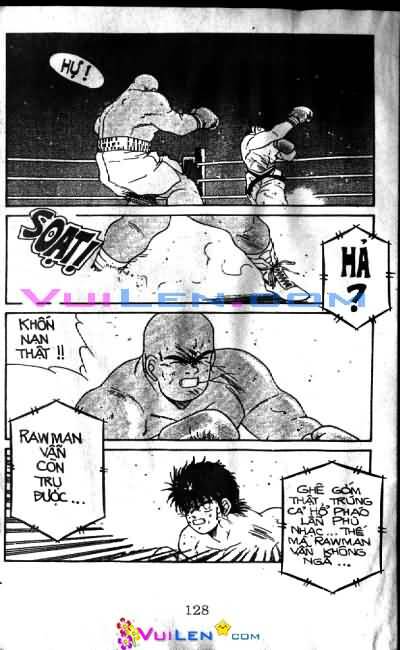 HỰ!
SOẠT!!
HẢ
?
VuiLen.com
KHỐN
NẠN
THẬT !!
RAWMAN
VẪN
CÒN
TRỤ
ĐƯỢC ...
GHÊ GỚM
THẬT, TRÚNG
CẢ HỎ PHÁO
LẪN PHỦ
NHẠC ... THẾ
MÀ RAWMAN
VẪN KHÔNG
NGÃ ...
128
VuiLen.com